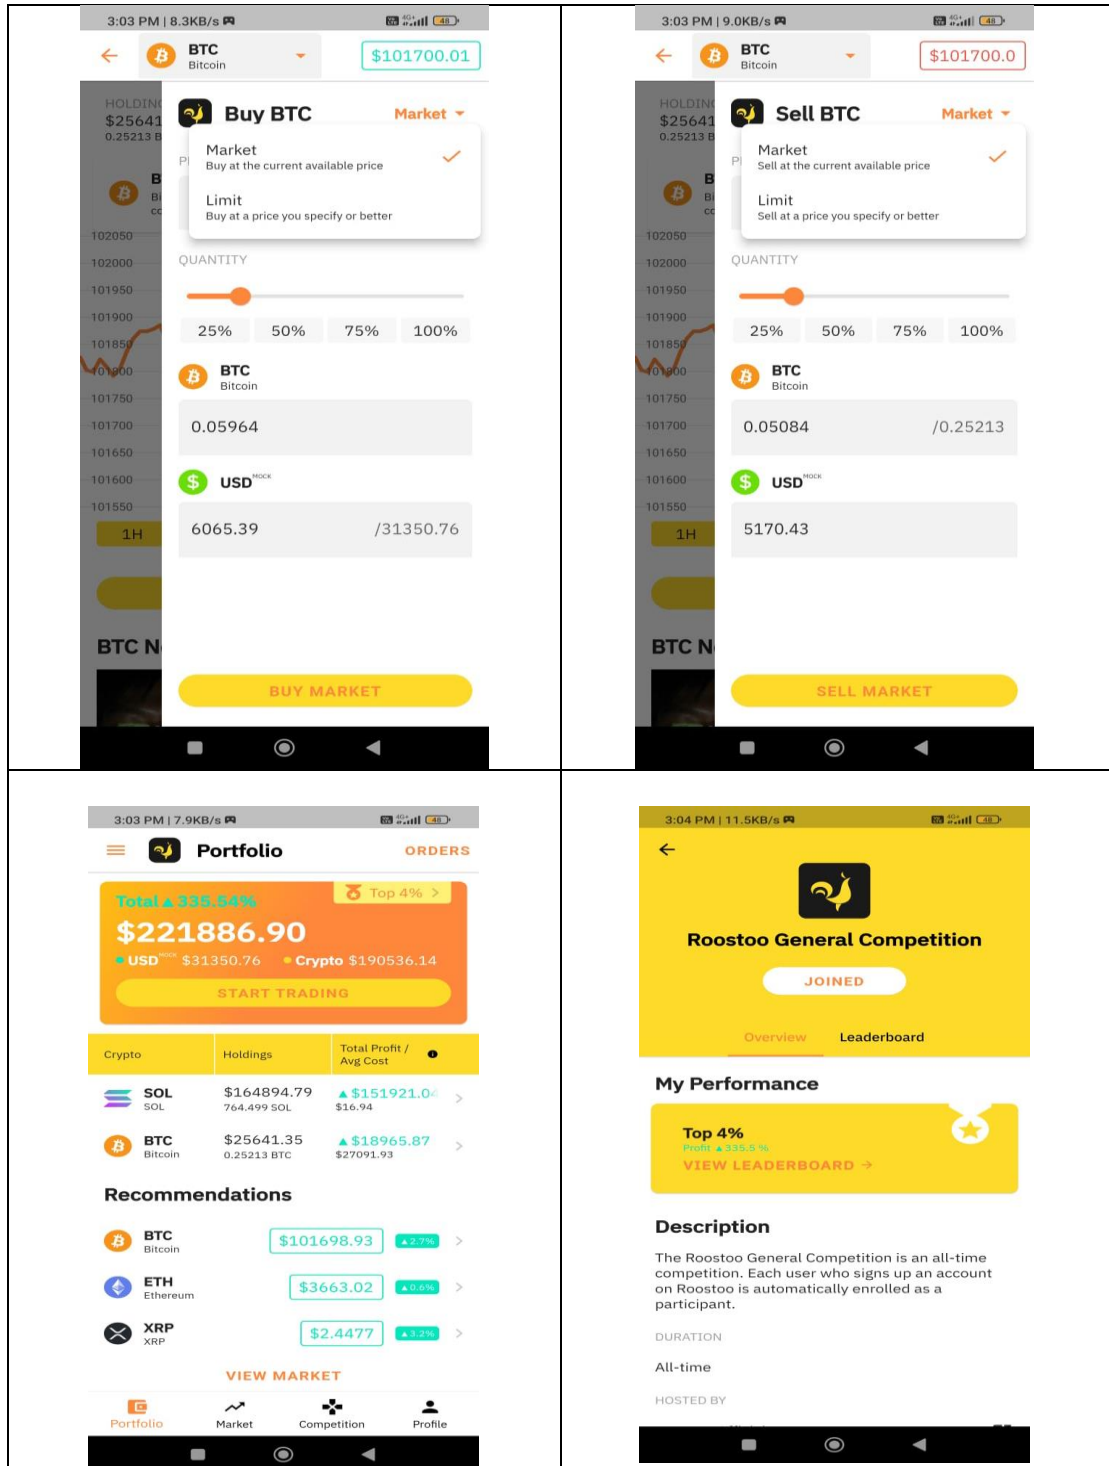 3:03 PM | 8.3KB/s
48
BTC
Bitcoin
$101700.01
HOLDIN
$25641
0.25213 B
Buy BTC
Market
Market
Buy at the current available price
Limit
Buy at a price you specify or better
102050
102000
101950
101900
101850
101800
101750
101700
101650
101600
101550
QUANTITY
25% 50% 75% 100%
BTC
Bitcoin
0.05964
USD MOCK
6065.39 /31350.76
1H
BTC N
BUY MARKET
3:03 PM | 9.0KB/s
48
BTC
Bitcoin
$101700.0
HOLDIN
$25641
0.25213 B
Sell BTC
Market
Market
Sell at the current available price
Limit
Sell at a price you specify or better
102050
102000
101950
101900
101850
101800
101750
101700
101650
101600
101550
QUANTITY
25% 50% 75% 100%
BTC
Bitcoin
0.05084 /0.25213
USD MOCK
5170.43
1H
BTC N
SELL MARKET
3:03 PM | 7.9KB/s
48
Portfolio
ORDERS
Total ▲ 335.54%
Top 4% >
$221886.90
USD MOCK $31350.76 Crypto $190536.14
START TRADING
Crypto Holdings Total Profit / Avg Cost
SOL $164894.79 ▲ $151921.04
SOL 764.499 SOL $16.94
BTC $25641.35 ▲ $18965.87
Bitcoin 0.25213 BTC $27091.93
Recommendations
BTC $101698.93 ▲ 2.7%
Bitcoin
ETH $3663.02 ▲ 0.6%
Ethereum
XRP $2.4477 ▲ 3.2%
XRP
VIEW MARKET
Portfolio Market Competition Profile
3:04 PM | 11.5KB/s
48
Roostoo General Competition
JOINED
Overview Leaderboard
My Performance
Top 4%
Profit ▲ 335.5 %
VIEW LEADERBOARD →
Description
The Roostoo General Competition is an all-time
competition. Each user who signs up an account
on Roostoo is automatically enrolled as a
participant.
DURATION
All-time
HOSTED BY